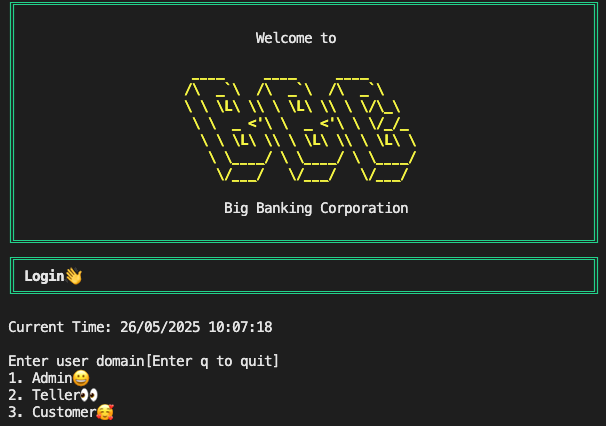 Welcome to
BBC
Big Banking Corporation
Login👋
Current Time: 26/05/2025 10:07:18
Enter user domain[Enter q to quit]
1. Admin😀
2. Teller👀
3. Customer🥰